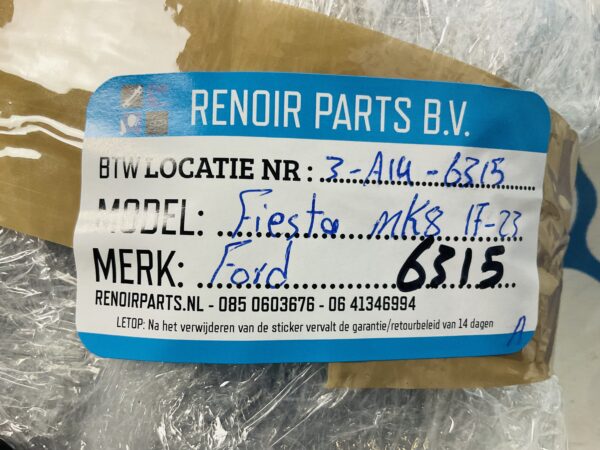 RENOIR PARTS B.V.
BTW LOCATIE NR: 3-A14-6315
MODEL: Fiesta MK8 17-23
MERK: Ford 6315
RENOIRPARTS.NL - 085 0603676 - 06 41346994
LETOP: Na het verwijderen van de sticker vervalt de garantie/retourbeleid van 14 dagen
A